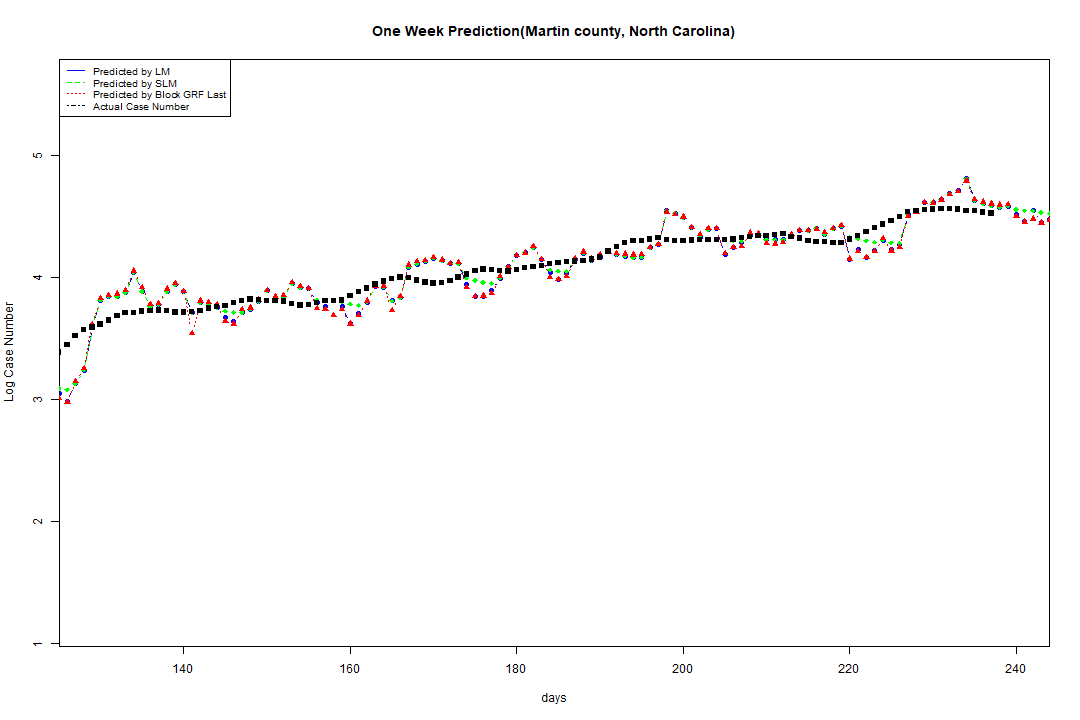 One Week Prediction(Martin county, North Carolina)
Predicted by LM
Predicted by SLM
Predicted by Block GRF Last
Actual Case Number
5
4
3
2
1
Log Case Number
140 160 180 200 220 240
days